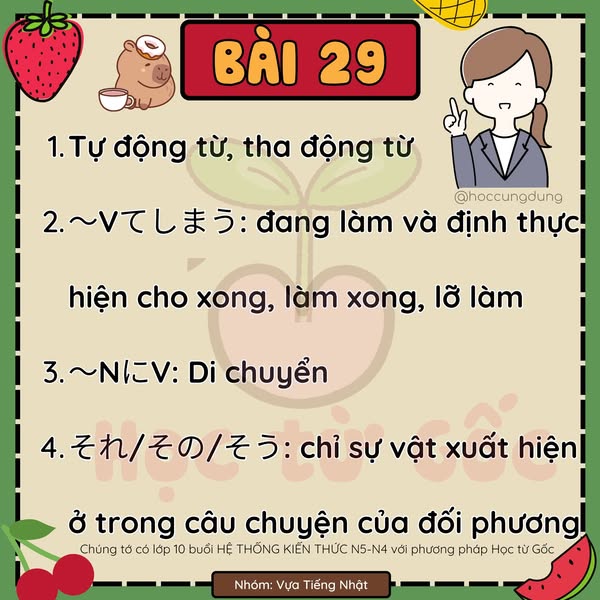 BÀI 29
@hoccungdung
1. Tự động từ, tha động từ
2. ～Vてしまう: đang làm và định thực
hiện cho xong, làm xong, lỡ làm
3. ～NにV: Di chuyển
4. それ/その/そう: chỉ sự vật xuất hiện
ở trong câu chuyện của đối phương
Học từ Gốc
Chúng tớ có lớp 10 buổi HỆ THỐNG KIẾN THỨC N5-N4 với phương pháp Học từ Gốc
Nhóm: Vựa Tiếng Nhật